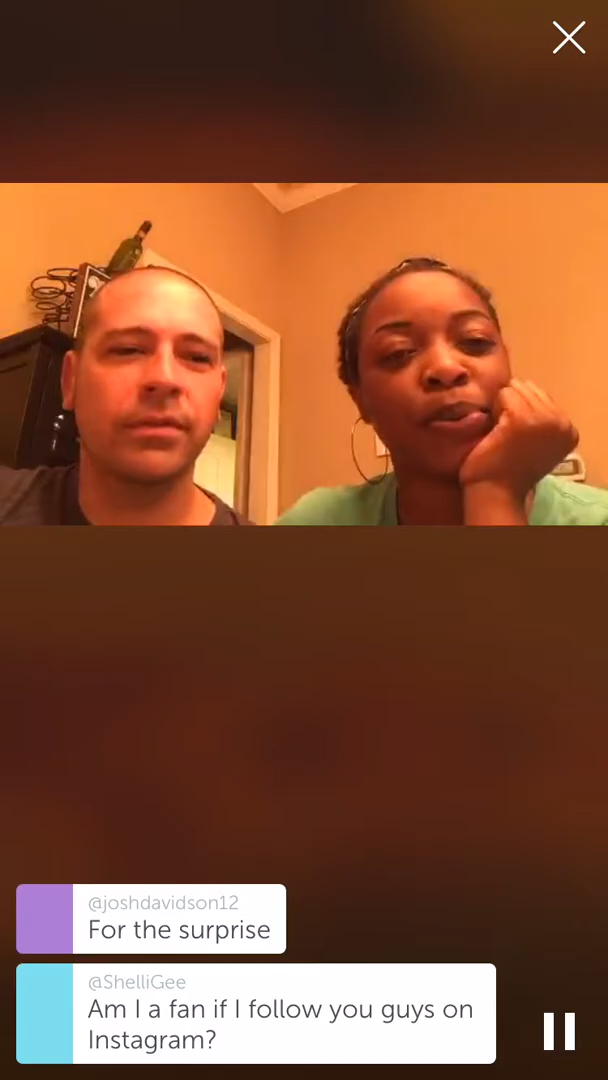 @joshdavidson12
For the surprise
@ShelliGee
Am I a fan if I follow you guys on
Instagram?